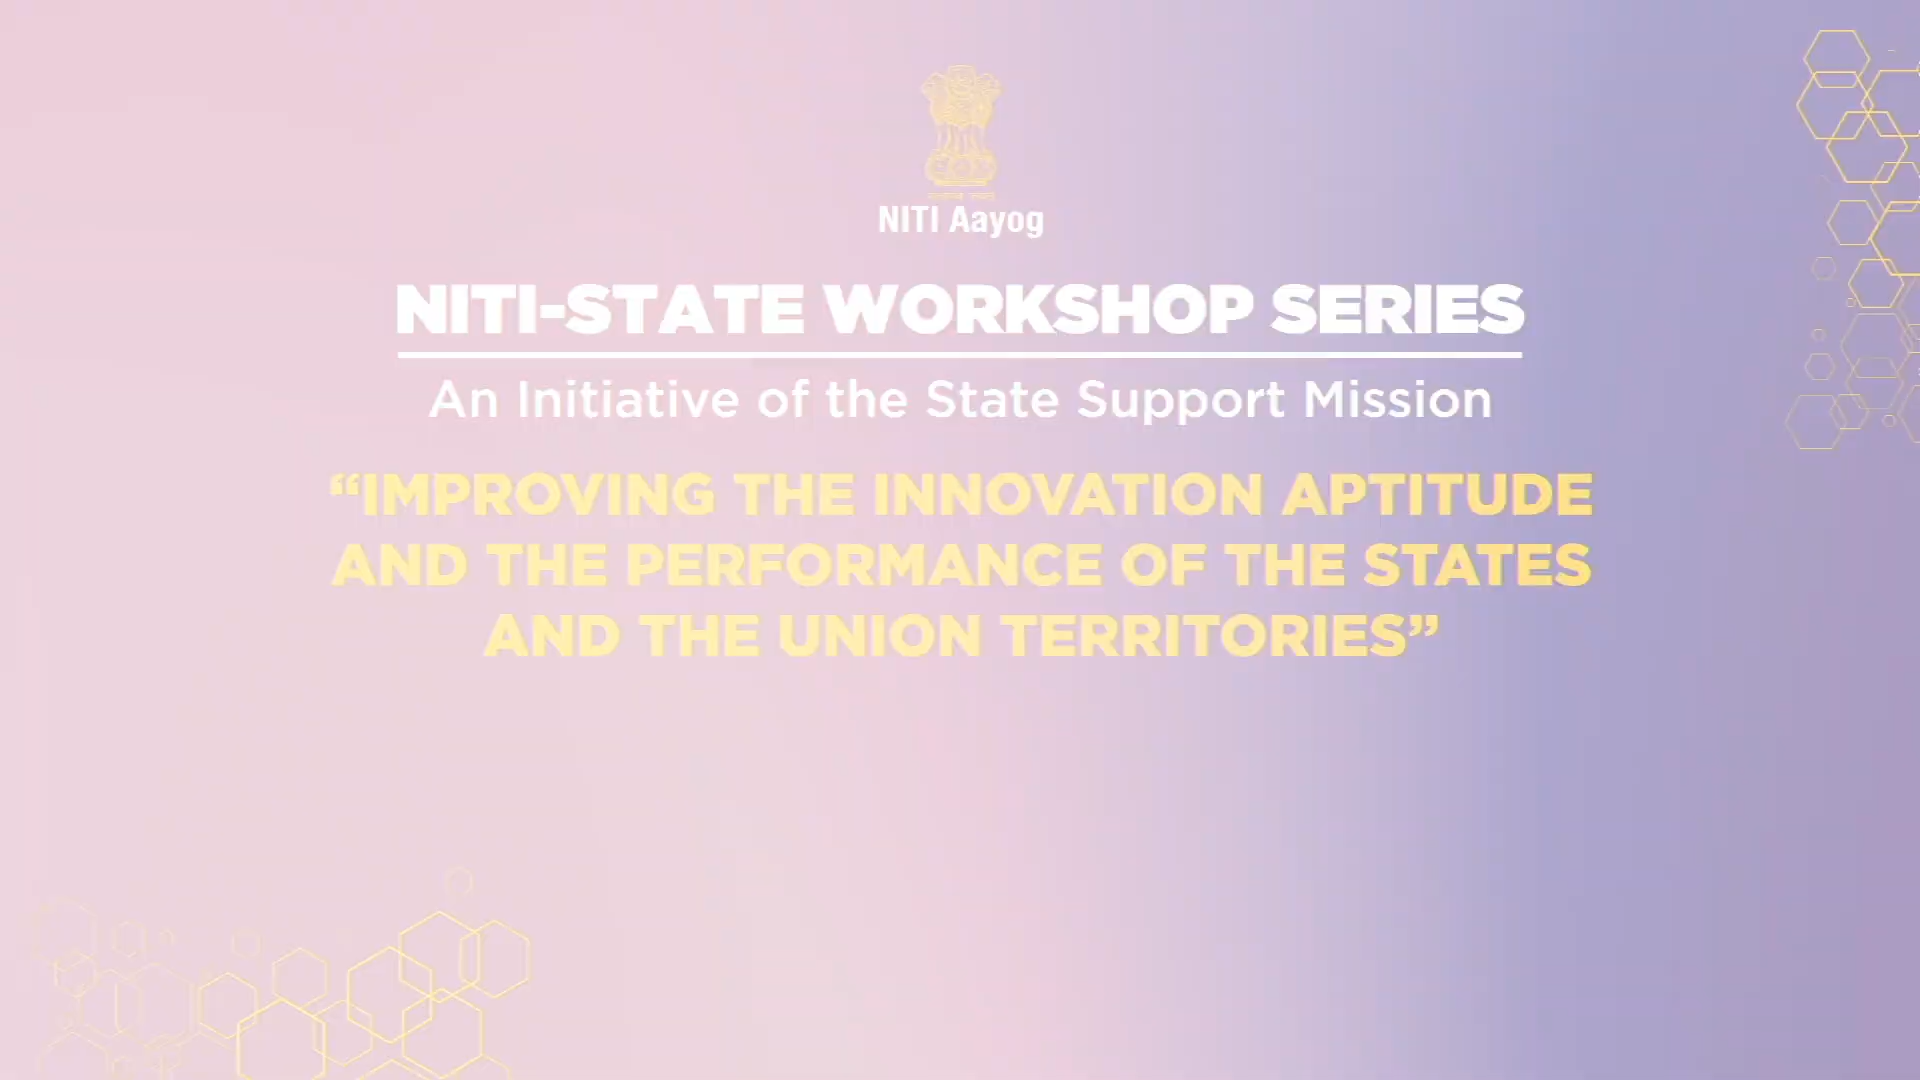 NITI Aayog
NITI-STATE WORKSHOP SERIES
An Initiative of the State Support Mission
“IMPROVING THE INNOVATION APTITUDE
AND THE PERFORMANCE OF THE STATES
AND THE UNION TERRITORIES”